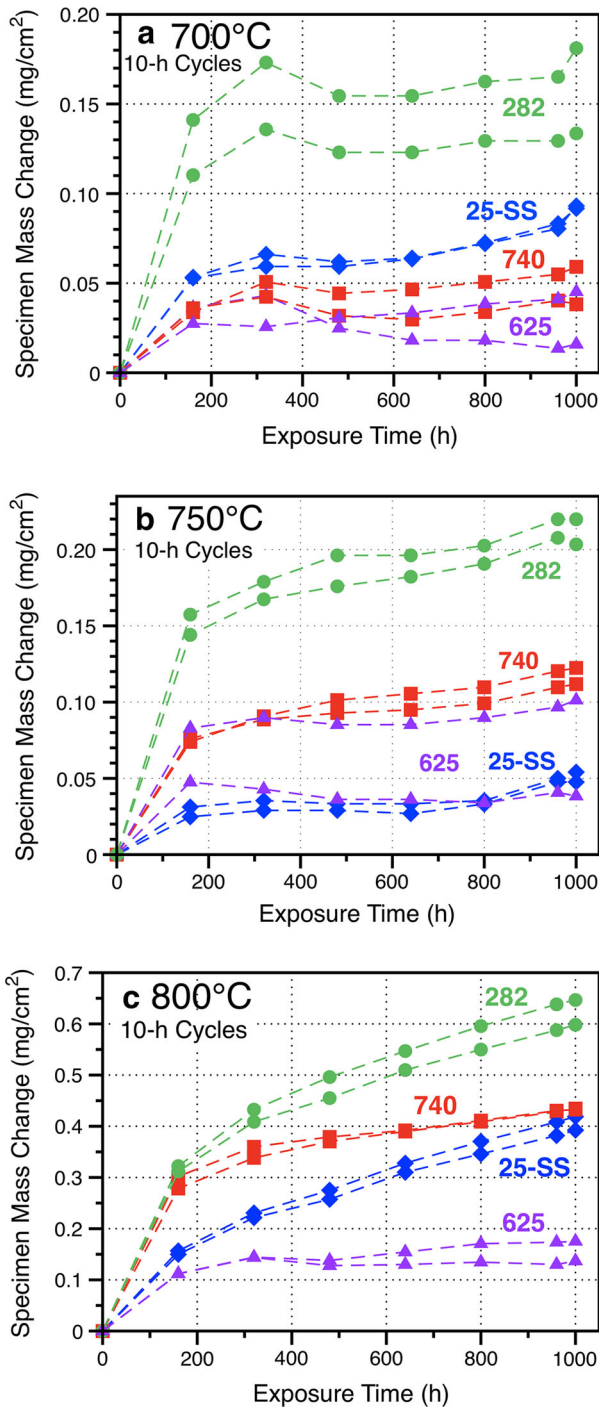 a 700°C
10-h Cycles
Specimen Mass Change (mg/cm²)
0.20
0.15
0.10
0.05
0
282
25-SS
740
625
0 200 400 600 800 1000
Exposure Time (h)
b 750°C
10-h Cycles
Specimen Mass Change (mg/cm²)
0.20
0.15
0.10
0.05
0
282
740
625
25-SS
0 200 400 600 800 1000
Exposure Time (h)
c 800°C
10-h Cycles
Specimen Mass Change (mg/cm²)
0.7
0.6
0.5
0.4
0.3
0.2
0.1
0
282
740
25-SS
625
0 200 400 600 800 1000
Exposure Time (h)